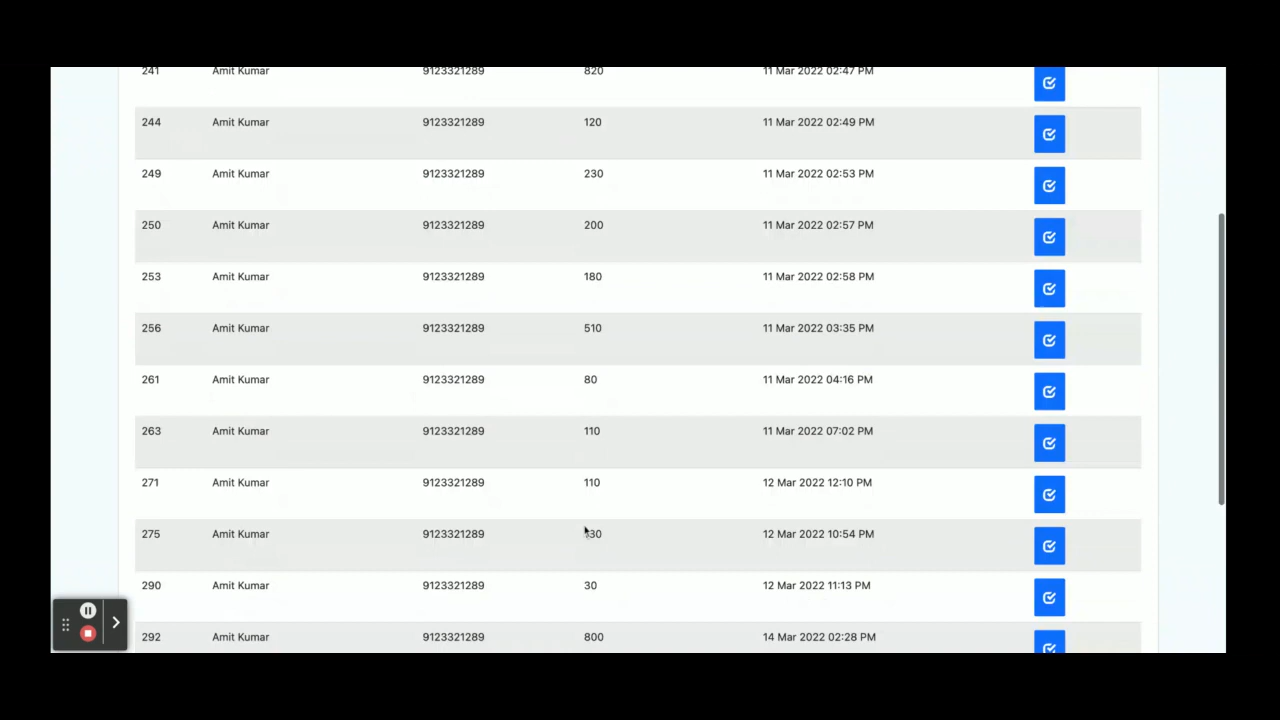 241 Amit Kumar 9123321289 820 11 Mar 2022 02:47 PM
244 Amit Kumar 9123321289 120 11 Mar 2022 02:49 PM
249 Amit Kumar 9123321289 230 11 Mar 2022 02:53 PM
250 Amit Kumar 9123321289 200 11 Mar 2022 02:57 PM
253 Amit Kumar 9123321289 180 11 Mar 2022 02:58 PM
256 Amit Kumar 9123321289 510 11 Mar 2022 03:35 PM
261 Amit Kumar 9123321289 80 11 Mar 2022 04:16 PM
263 Amit Kumar 9123321289 110 11 Mar 2022 07:02 PM
271 Amit Kumar 9123321289 110 12 Mar 2022 12:10 PM
275 Amit Kumar 9123321289 12 Mar 2022 10:54 PM
290 Amit Kumar 9123321289 30 12 Mar 2022 11:13 PM
292 Amit Kumar 9123321289 800 14 Mar 2022 02:28 PM